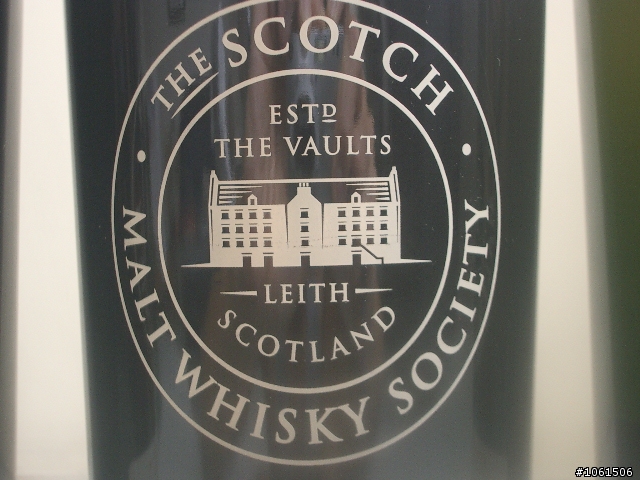 THE SCOTCH
MALT WHISKY SOCIETY
ESTD
THE VAULTS
LEITH
SCOTLAND
#1061506